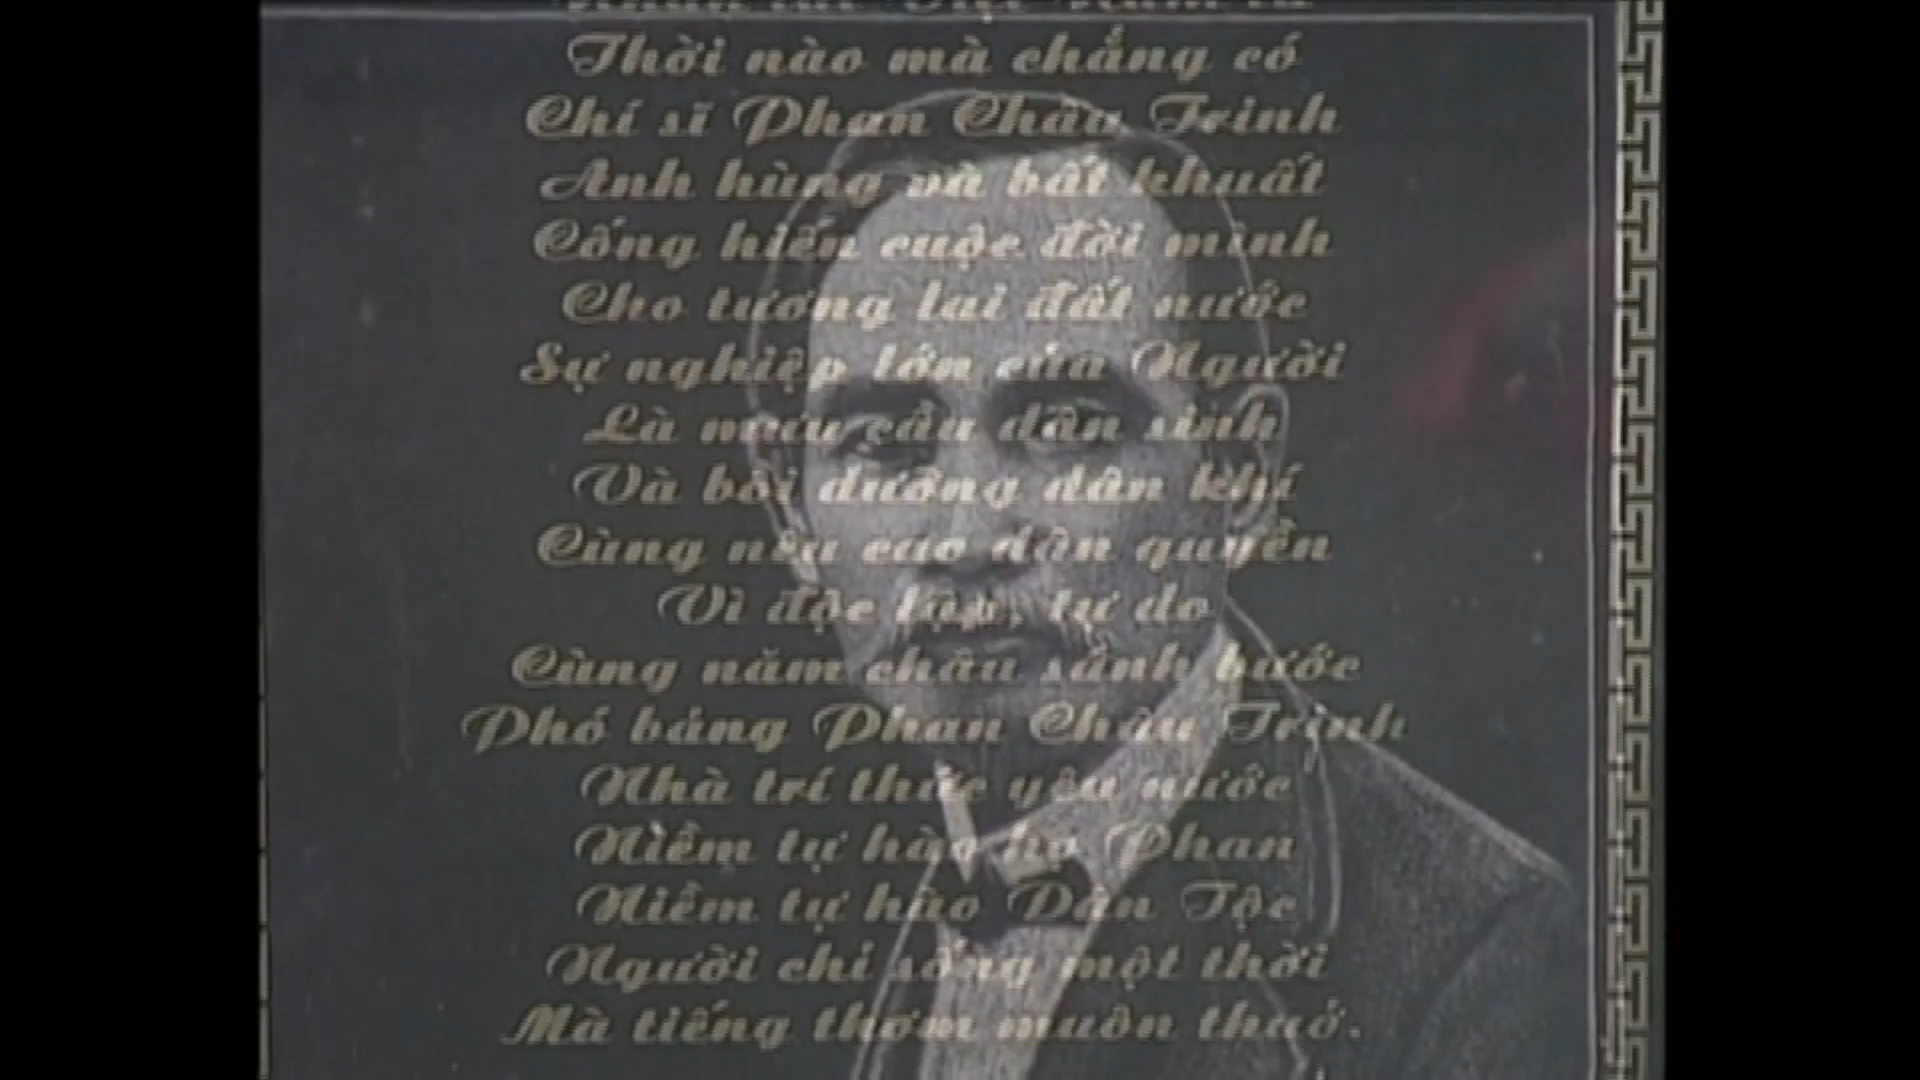 Thời nào mà chẳng có
Chí sĩ Phan Châu Trinh
Anh hùng và bất khuất
Cống hiến cuộc đời mình
Cho tương lai đất nước
Sự nghiệp lớn của Người
Là mưu cầu dân sinh
Và bồi dưỡng dân khí
Cùng nêu cao dân quyền
Vì độc lập, tự do
Cùng năm châu sánh bước
Phó bảng Phan Châu Trinh
Nhà trí thức yêu nước
Niềm tự hào họ Phan
Niềm tự hào Dân Tộc
Người chỉ sống một thời
Mà tiếng thơm muôn thuở.